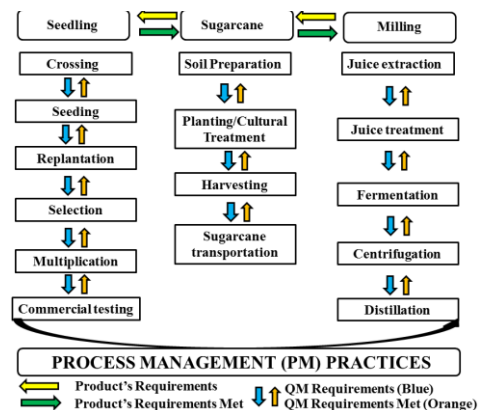 Seedling
Sugarcane
Milling
Crossing
Seeding
Replantation
Selection
Multiplication
Commercial testing
Soil Preparation
Planting/Cultural
Treatment
Harvesting
Sugarcane
transportation
Juice extraction
Juice treatment
Fermentation
Centrifugation
Distillation
PROCESS MANAGEMENT (PM) PRACTICES
Product's Requirements
Product's Requirements Met
QM Requirements (Blue)
QM Requirements Met (Orange)